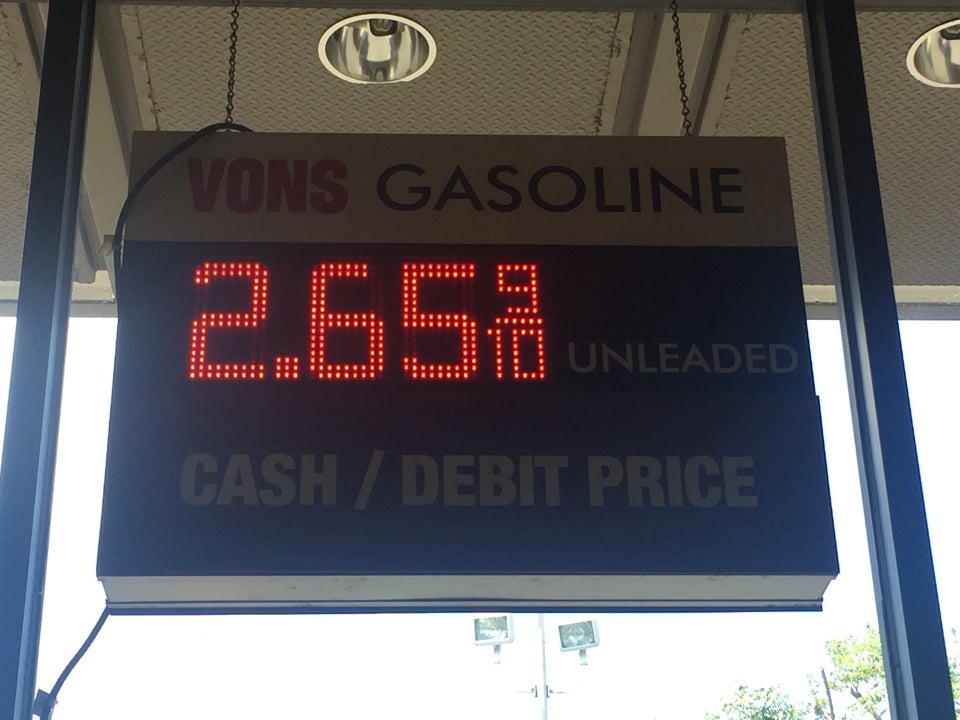 VONS GASOLINE
2.65 9/10 UNLEADED
CASH / DEBIT PRICE